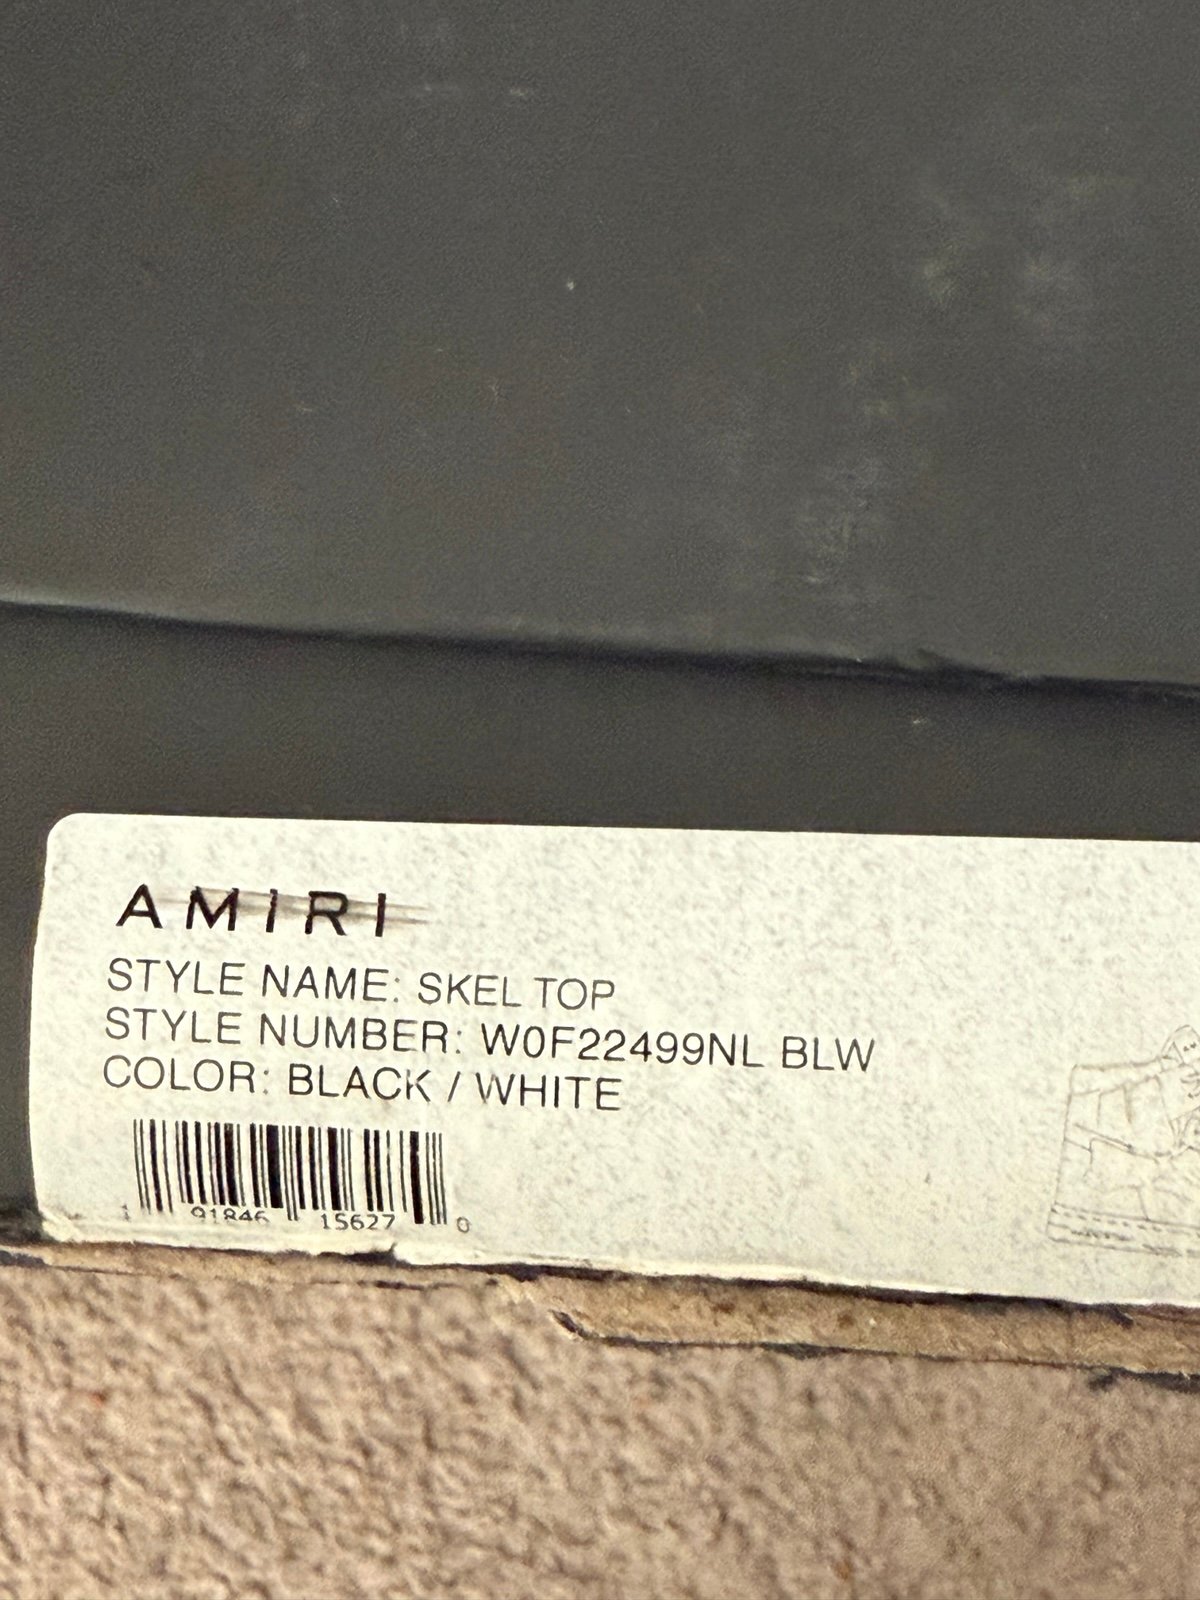 AMIRI
STYLE NAME: SKEL TOP
STYLE NUMBER: W0F22499NL BLW
COLOR: BLACK / WHITE
1 91846 15627 0